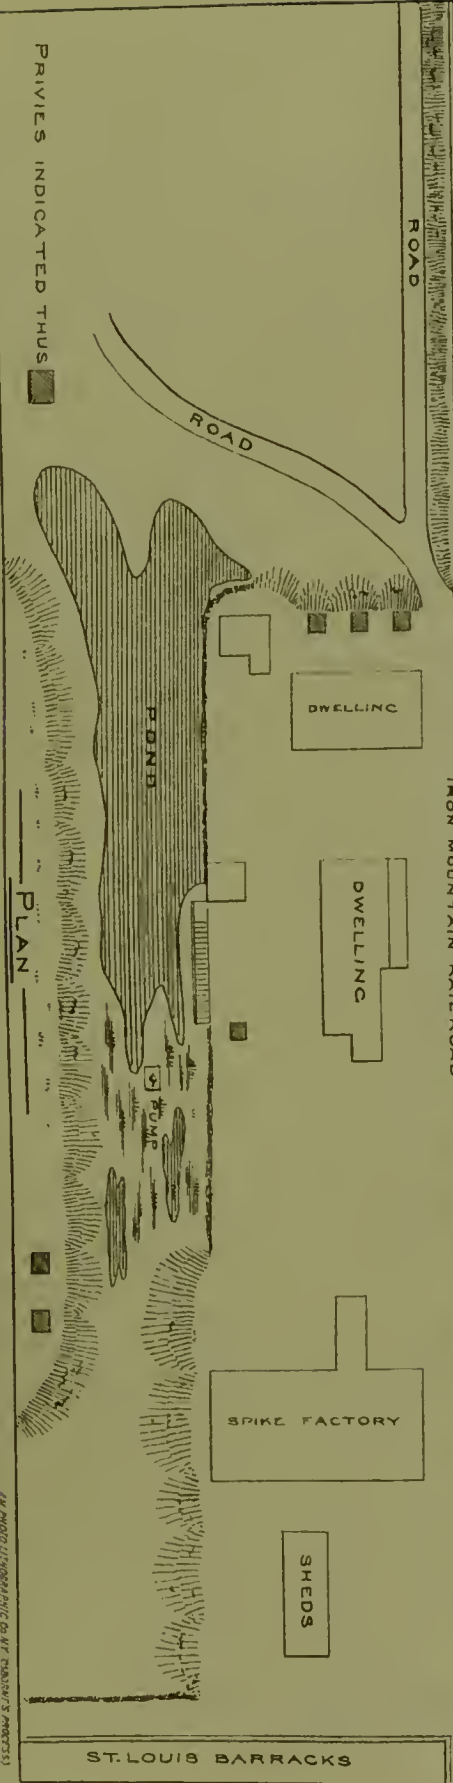 ROAD
ROAD
IRON MOUNTAIN RAILROAD
PRIVIES INDICATED THUS
DWELLING
DWELLING
POND
PUMP
PLAN
SPIKE FACTORY
SHEDS
ST. LOUIS BARRACKS